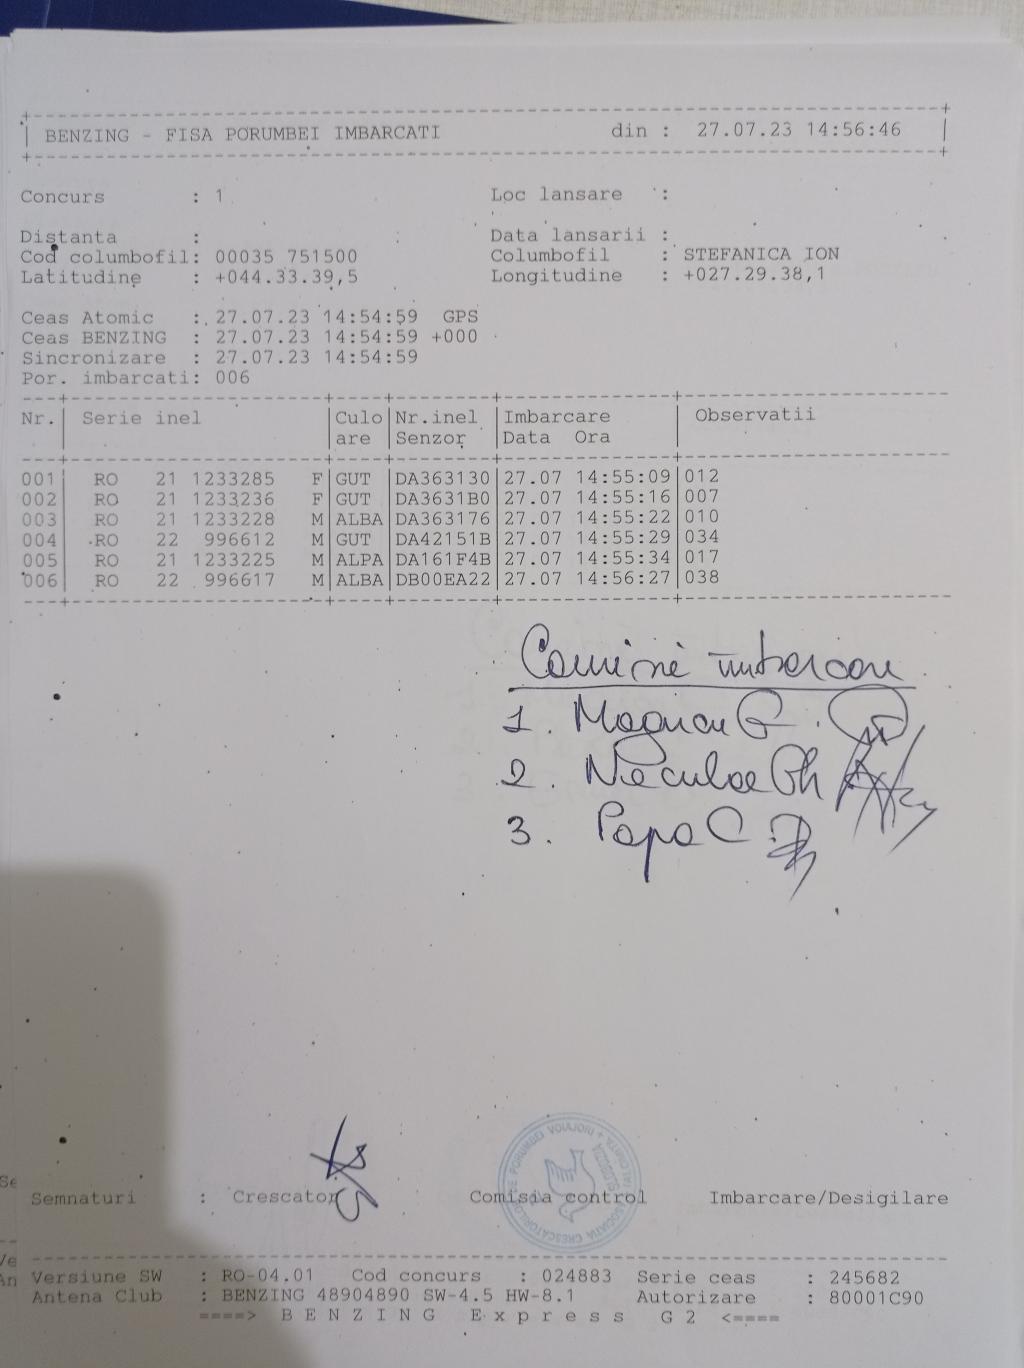 BENZING - FISA PORUMBEI IMBARCATI din : 27.07.23 14:56:46
Concurs : 1 Loc lansare :
Distanta : Data lansarii :
Cod columbofil: 00035 751500 Columbofil : STEFANICA ION
Latitudine : +044.33.39,5 Longitudine : +027.29.38,1
Ceas Atomic : 27.07.23 14:54:59 GPS
Ceas BENZING : 27.07.23 14:54:59 +000
Sincronizare : 27.07.23 14:54:59
Por. imbarcati: 006
Nr. Serie inel Culo Nr.inel Imbarcare Observatii
are Senzor Data Ora
001 RO 21 1233285 F GUT DA363130 27.07 14:55:09 012
002 RO 21 1233236 F GUT DA3631B0 27.07 14:55:16 007
003 RO 21 1233228 M ALBA DA363176 27.07 14:55:22 010
004 RO 22 996612 M GUT DA42151B 27.07 14:55:29 034
005 RO 21 1233225 M ALPA DA161F4B 27.07 14:55:34 017
006 RO 22 996617 M ALBA DB00EA22 27.07 14:56:27 038
1. G.
2. Neculae Gh
3. Popa C
Semnaturi : Crescator Comisia control Imbarcare/Desigilare
Versiune SW : RO-04.01 Cod concurs : 024883 Serie ceas : 245682
Antena Club : BENZING 48904890 SW-4.5 HW-8.1 Autorizare : 80001C90
====> B E N Z I N G E x p r e s s G 2 <====